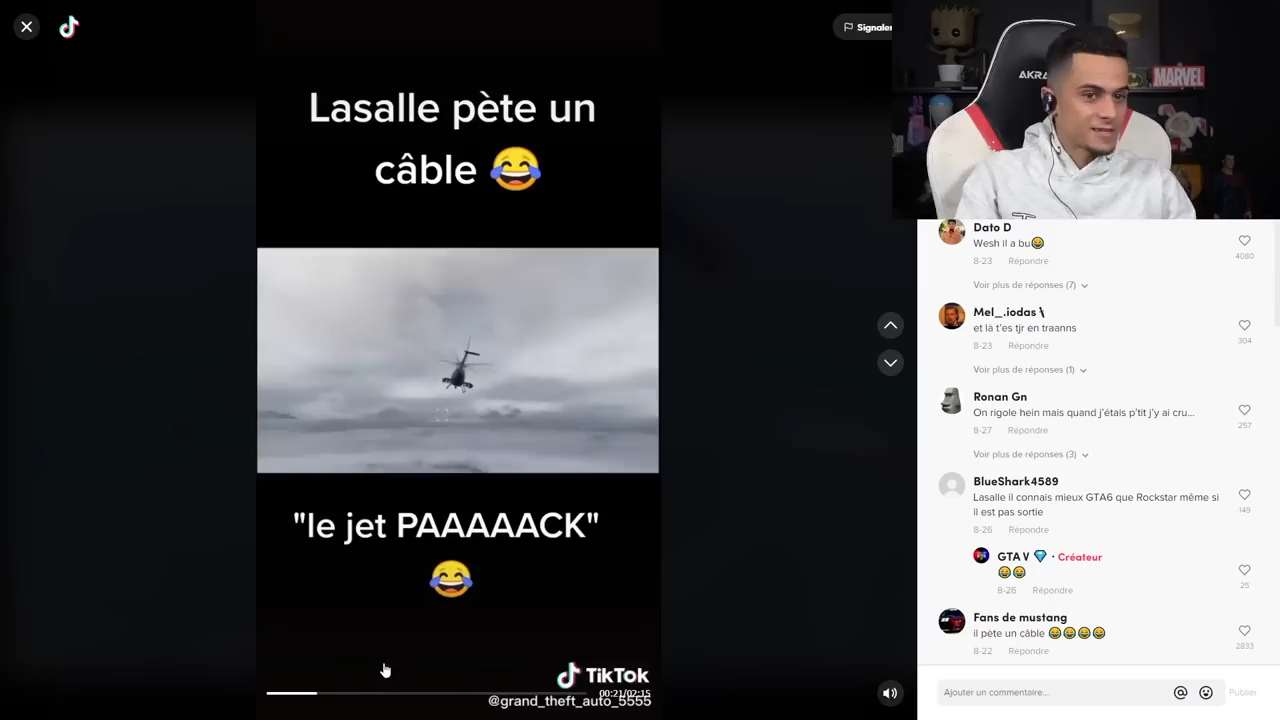 Signaler
AKRA
MARVEL
Lasalle pète un
câble 😂
"le jet PAAAAACK"
😂
TikTok
00:21/02:15
@grand_theft_auto_5555
Dato D
Wesh il a bu😂
8-23 Répondre
4080
Voir plus de réponses (7)
Mel_.iodas
et là t'es tjr en traanns
304
8-23 Répondre
Voir plus de réponses (1)
Ronan Gn
On rigole hein mais quand j'étais p'tit j'y ai cru...
257
8-27 Répondre
Voir plus de réponses (3)
BlueShark4589
Lasalle il connais mieux GTA6 que Rockstar même si
il est pas sortie
149
8-26 Répondre
GTA V 💎 · Créateur
😂😂
25
8-26 Répondre
Fans de mustang
il pète un câble 😂😂😂😂
2833
8-22 Répondre
Ajouter un commentaire...
Publier